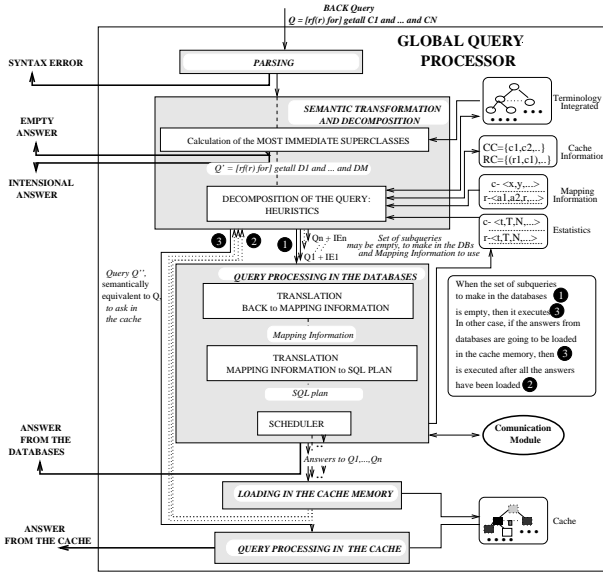 BACK Query
Q = [rf(r) for] getall C1 and ... and CN
GLOBAL QUERY
PROCESSOR
PARSING
SYNTAX ERROR
SEMANTIC TRANSFORMATION
AND DECOMPOSITION
Terminology
Integrated
EMPTY
ANSWER
Calculation of the MOST IMMEDIATE SUPERCLASSES
CC={c1,c2,..}
RC={(r1,c1),..}
Cache
Information
Q' = [rf(r) for] getall D1 and ... and DM
INTENSIONAL
ANSWER
DECOMPOSITION OF THE QUERY:
HEURISTICS
c- <x,y,...>
r-<a1,a2,r,...>
Mapping
Information
c- <t,T,N,...>
r-<t,T,N,...>
Estatistics
3
2
1
Qn + IEn
Q1 + IE1
Set of subqueries
may be empty, to make in the DBs
and Mapping Information to use
Query Q'',
semantically
equivalent to Q,
to ask in
the cache
QUERY PROCESSING IN THE DATABASES
TRANSLATION
BACK to MAPPING INFORMATION
Mapping Information
TRANSLATION
MAPPING INFORMATION to SQL PLAN
SQL plan
SCHEDULER
When the set of subqueries
to make in the databases 1
is empty, then it executes 3
In other case, if the answers from
databases are going to be loaded
in the cache memory, then 3
is executed after all the answers
have been loaded 2
ANSWER
FROM THE
DATABASES
Comunication
Module
Answers to Q1,...,Qn
LOADING IN THE CACHE MEMORY
Cache
ANSWER
FROM THE CACHE
QUERY PROCESSING IN THE CACHE